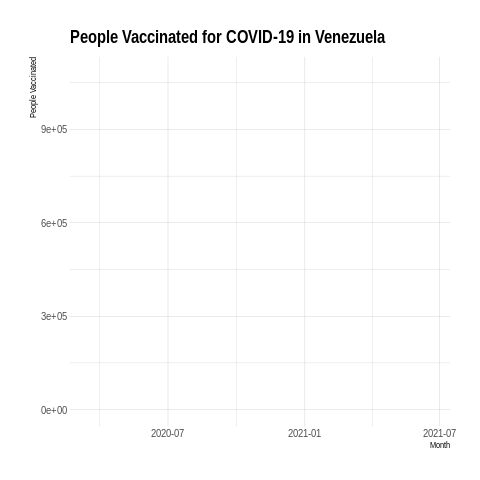 People Vaccinated for COVID-19 in Venezuela
People Vaccinated
9e+05
6e+05
3e+05
0e+00
2020-07 2021-01 2021-07
Month